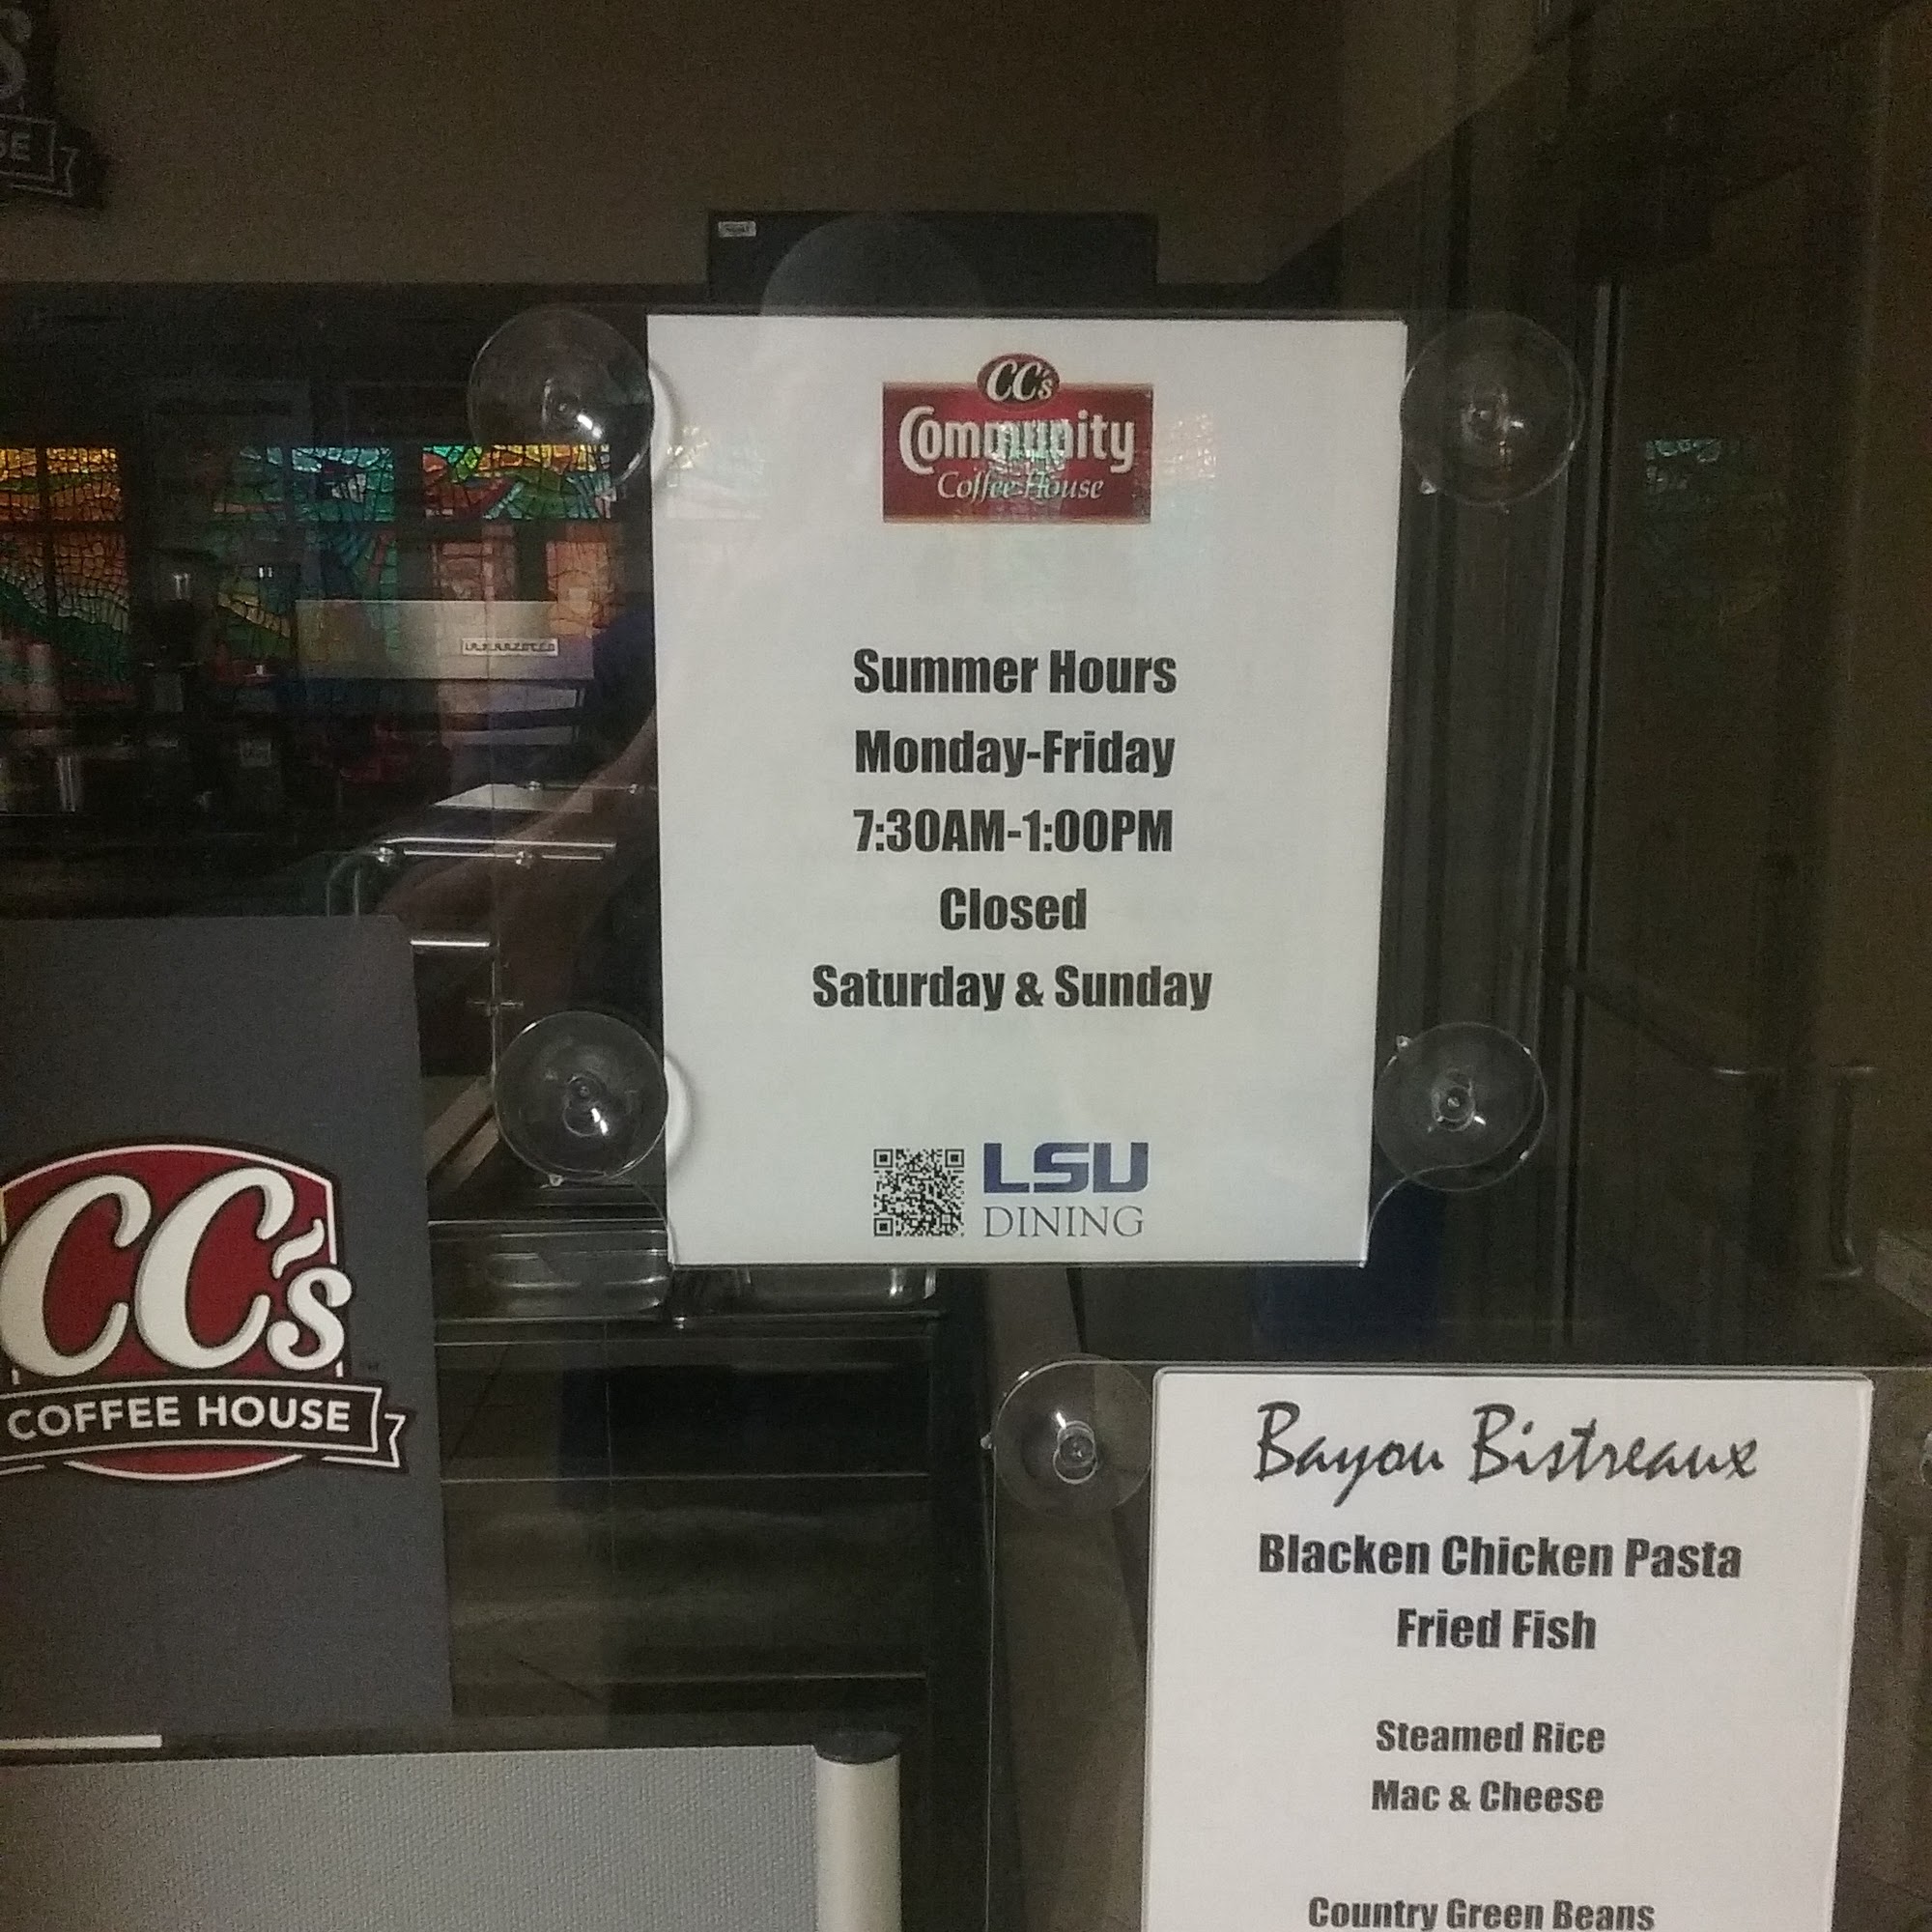 SE
CC's
Community
Coffee House
Summer Hours
Monday-Friday
7:30AM-1:00PM
Closed
Saturday & Sunday
LSU
DINING
CC's
COFFEE HOUSE
Bayou Bistreaux
Blacken Chicken Pasta
Fried Fish
Steamed Rice
Mac & Cheese
Country Green Beans